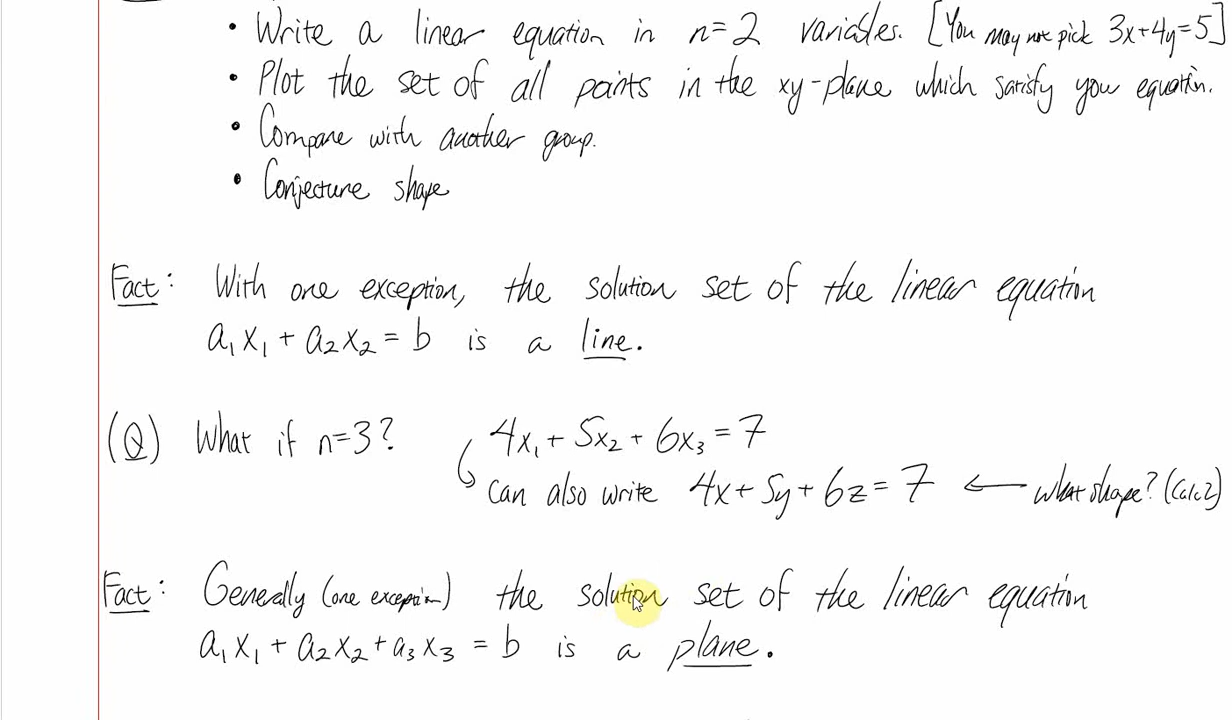 • Write a linear equation in n=2 variables. [You may not pick 3x+4y=5]
• Plot the set of all points in the xy-plane which satisfy you equation.
• Compare with another group.
• Conjecture shape
Fact: With one exception, the solution set of the linear equation
a₁x₁ + a₂x₂ = b is a line.
(Q) What if n=3? 4x₁ + 5x₂ + 6x₃ = 7
can also write 4x + 5y + 6z = 7 ← what shape? (Calc2)
Fact: Generally (one exception) the solution set of the linear equation
a₁x₁ + a₂x₂ + a₃x₃ = b is a plane.